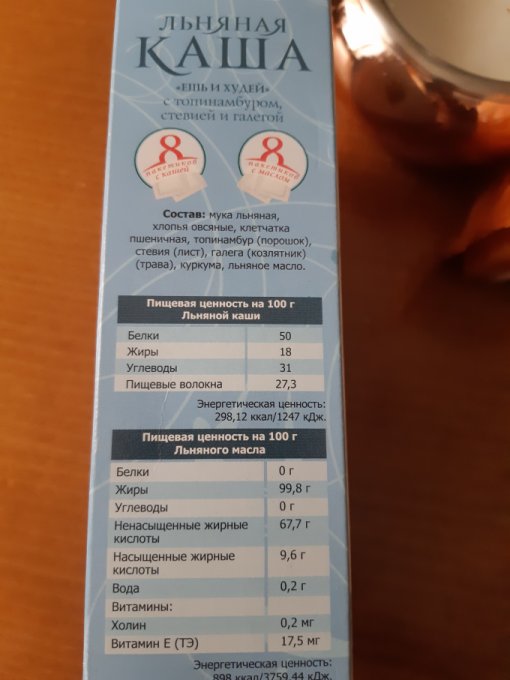 ЛЬНЯНАЯ
КАША
«ЕШЬ И ХУДЕЙ»
с топинамбуром,
стевией и галегой
8
пакетиков
с кашей
8
пакетиков
с маслом
Состав: мука льняная,
хлопья овсяные, клетчатка
пшеничная, топинамбур (порошок),
стевия (лист), галега (козлятник)
(трава), куркума, льняное масло.
Пищевая ценность на 100 г
Льняной каши
Белки 50
Жиры 18
Углеводы 31
Пищевые волокна 27,3
Энергетическая ценность:
298,12 ккал/1247 кДж.
Пищевая ценность на 100 г
Льняного масла
Белки 0 г
Жиры 99,8 г
Углеводы 0 г
Ненасыщенные жирные 67,7 г
кислоты
Насыщенные жирные 9,6 г
кислоты
Вода 0,2 г
Витамины:
Холин 0,2 мг
Витамин Е (ТЭ) 17,5 мг
Энергетическая ценность:
898 ккал/3759,44 кДж.